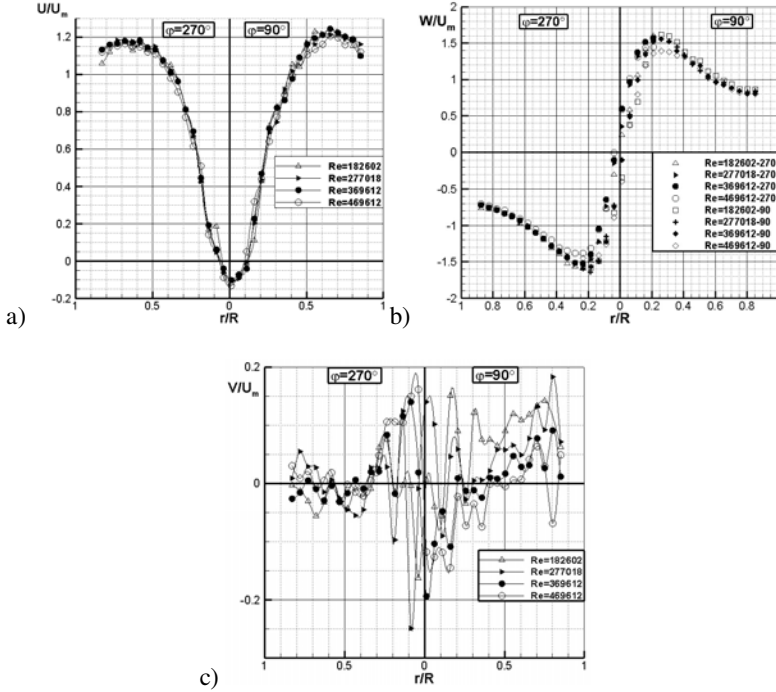 U/Uₘ
φ=270° φ=90°
1.2
1
0.8
0.6
0.4
0.2
0
-0.2
Re=182602
Re=277018
Re=369612
Re=469612
1 0.5 0 0.5 1
r/R
a)
W/Uₘ
φ=270° φ=90°
2
1.5
1
0.5
0
-0.5
-1
-1.5
-2
Re=182602-270
Re=277018-270
Re=369612-270
Re=469612-270
Re=182602-90
Re=277018-90
Re=369612-90
Re=469612-90
0.8 0.6 0.4 0.2 0 0.2 0.4 0.6 0.8
r/R
b)
V/Uₘ
φ=270° φ=90°
0.2
0
-0.2
Re=182602
Re=277018
Re=369612
Re=469612
1 0.5 0 0.5 1
r/R
c)